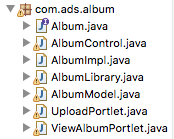 com.ads.album
Album.java
AlbumControl.java
AlbumImpl.java
AlbumLibrary.java
AlbumModel.java
UploadPortlet.java
ViewAlbumPortlet.java